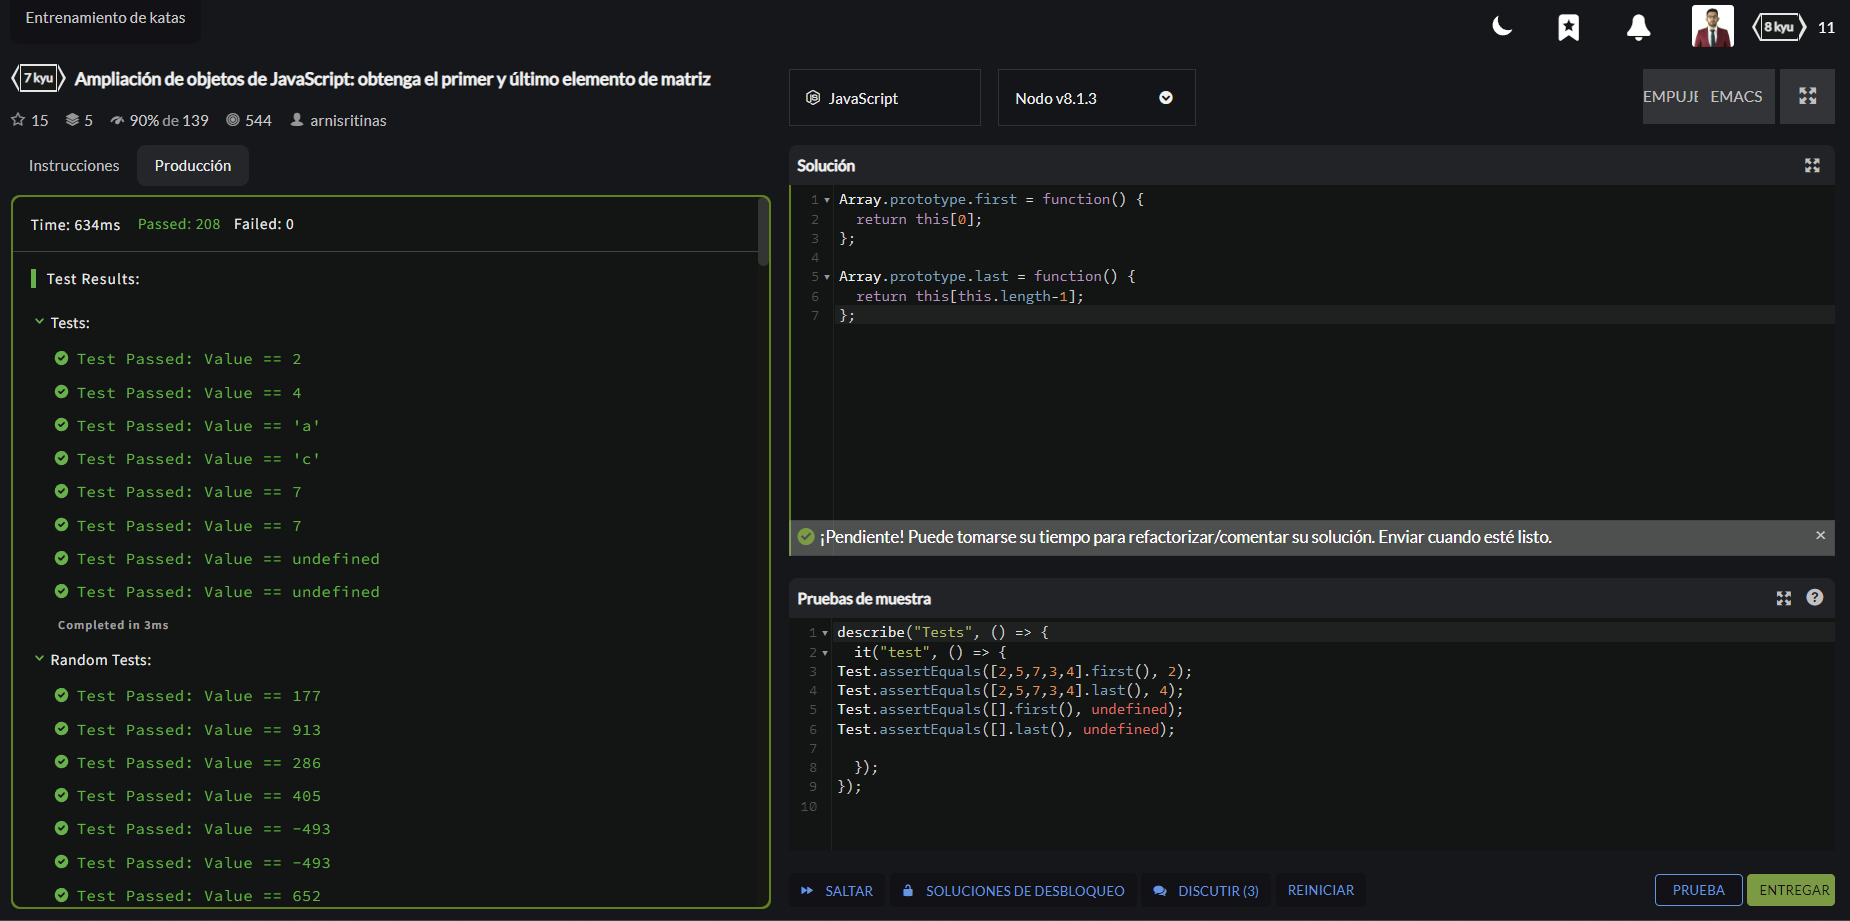 Entrenamiento de katas
8 kyu 11
7 kyu Ampliación de objetos de JavaScript: obtenga el primer y último elemento de matriz
15 5 90% de 139 544 arnisritinas
Instrucciones Producción
Time: 634ms Passed: 208 Failed: 0
Test Results:
Tests:
Test Passed: Value == 2
Test Passed: Value == 4
Test Passed: Value == 'a'
Test Passed: Value == 'c'
Test Passed: Value == 7
Test Passed: Value == 7
Test Passed: Value == undefined
Test Passed: Value == undefined
Completed in 3ms
Random Tests:
Test Passed: Value == 177
Test Passed: Value == 913
Test Passed: Value == 286
Test Passed: Value == 405
Test Passed: Value == -493
Test Passed: Value == -493
Test Passed: Value == 652
JavaScript Nodo v8.1.3 EMPUJE EMACS
Solución
1 Array.prototype.first = function() {
2 return this[0];
3 };
4
5 Array.prototype.last = function() {
6 return this[this.length-1];
7 };
¡Pendiente! Puede tomarse su tiempo para refactorizar/comentar su solución. Enviar cuando esté listo. ×
Pruebas de muestra ?
1 describe("Tests", () => {
2 it("test", () => {
3 Test.assertEquals([2,5,7,3,4].first(), 2);
4 Test.assertEquals([2,5,7,3,4].last(), 4);
5 Test.assertEquals([].first(), undefined);
6 Test.assertEquals([].last(), undefined);
7
8 });
9 });
10
SALTAR SOLUCIONES DE DESBLOQUEO DISCUTIR (3) REINICIAR PRUEBA ENTREGAR